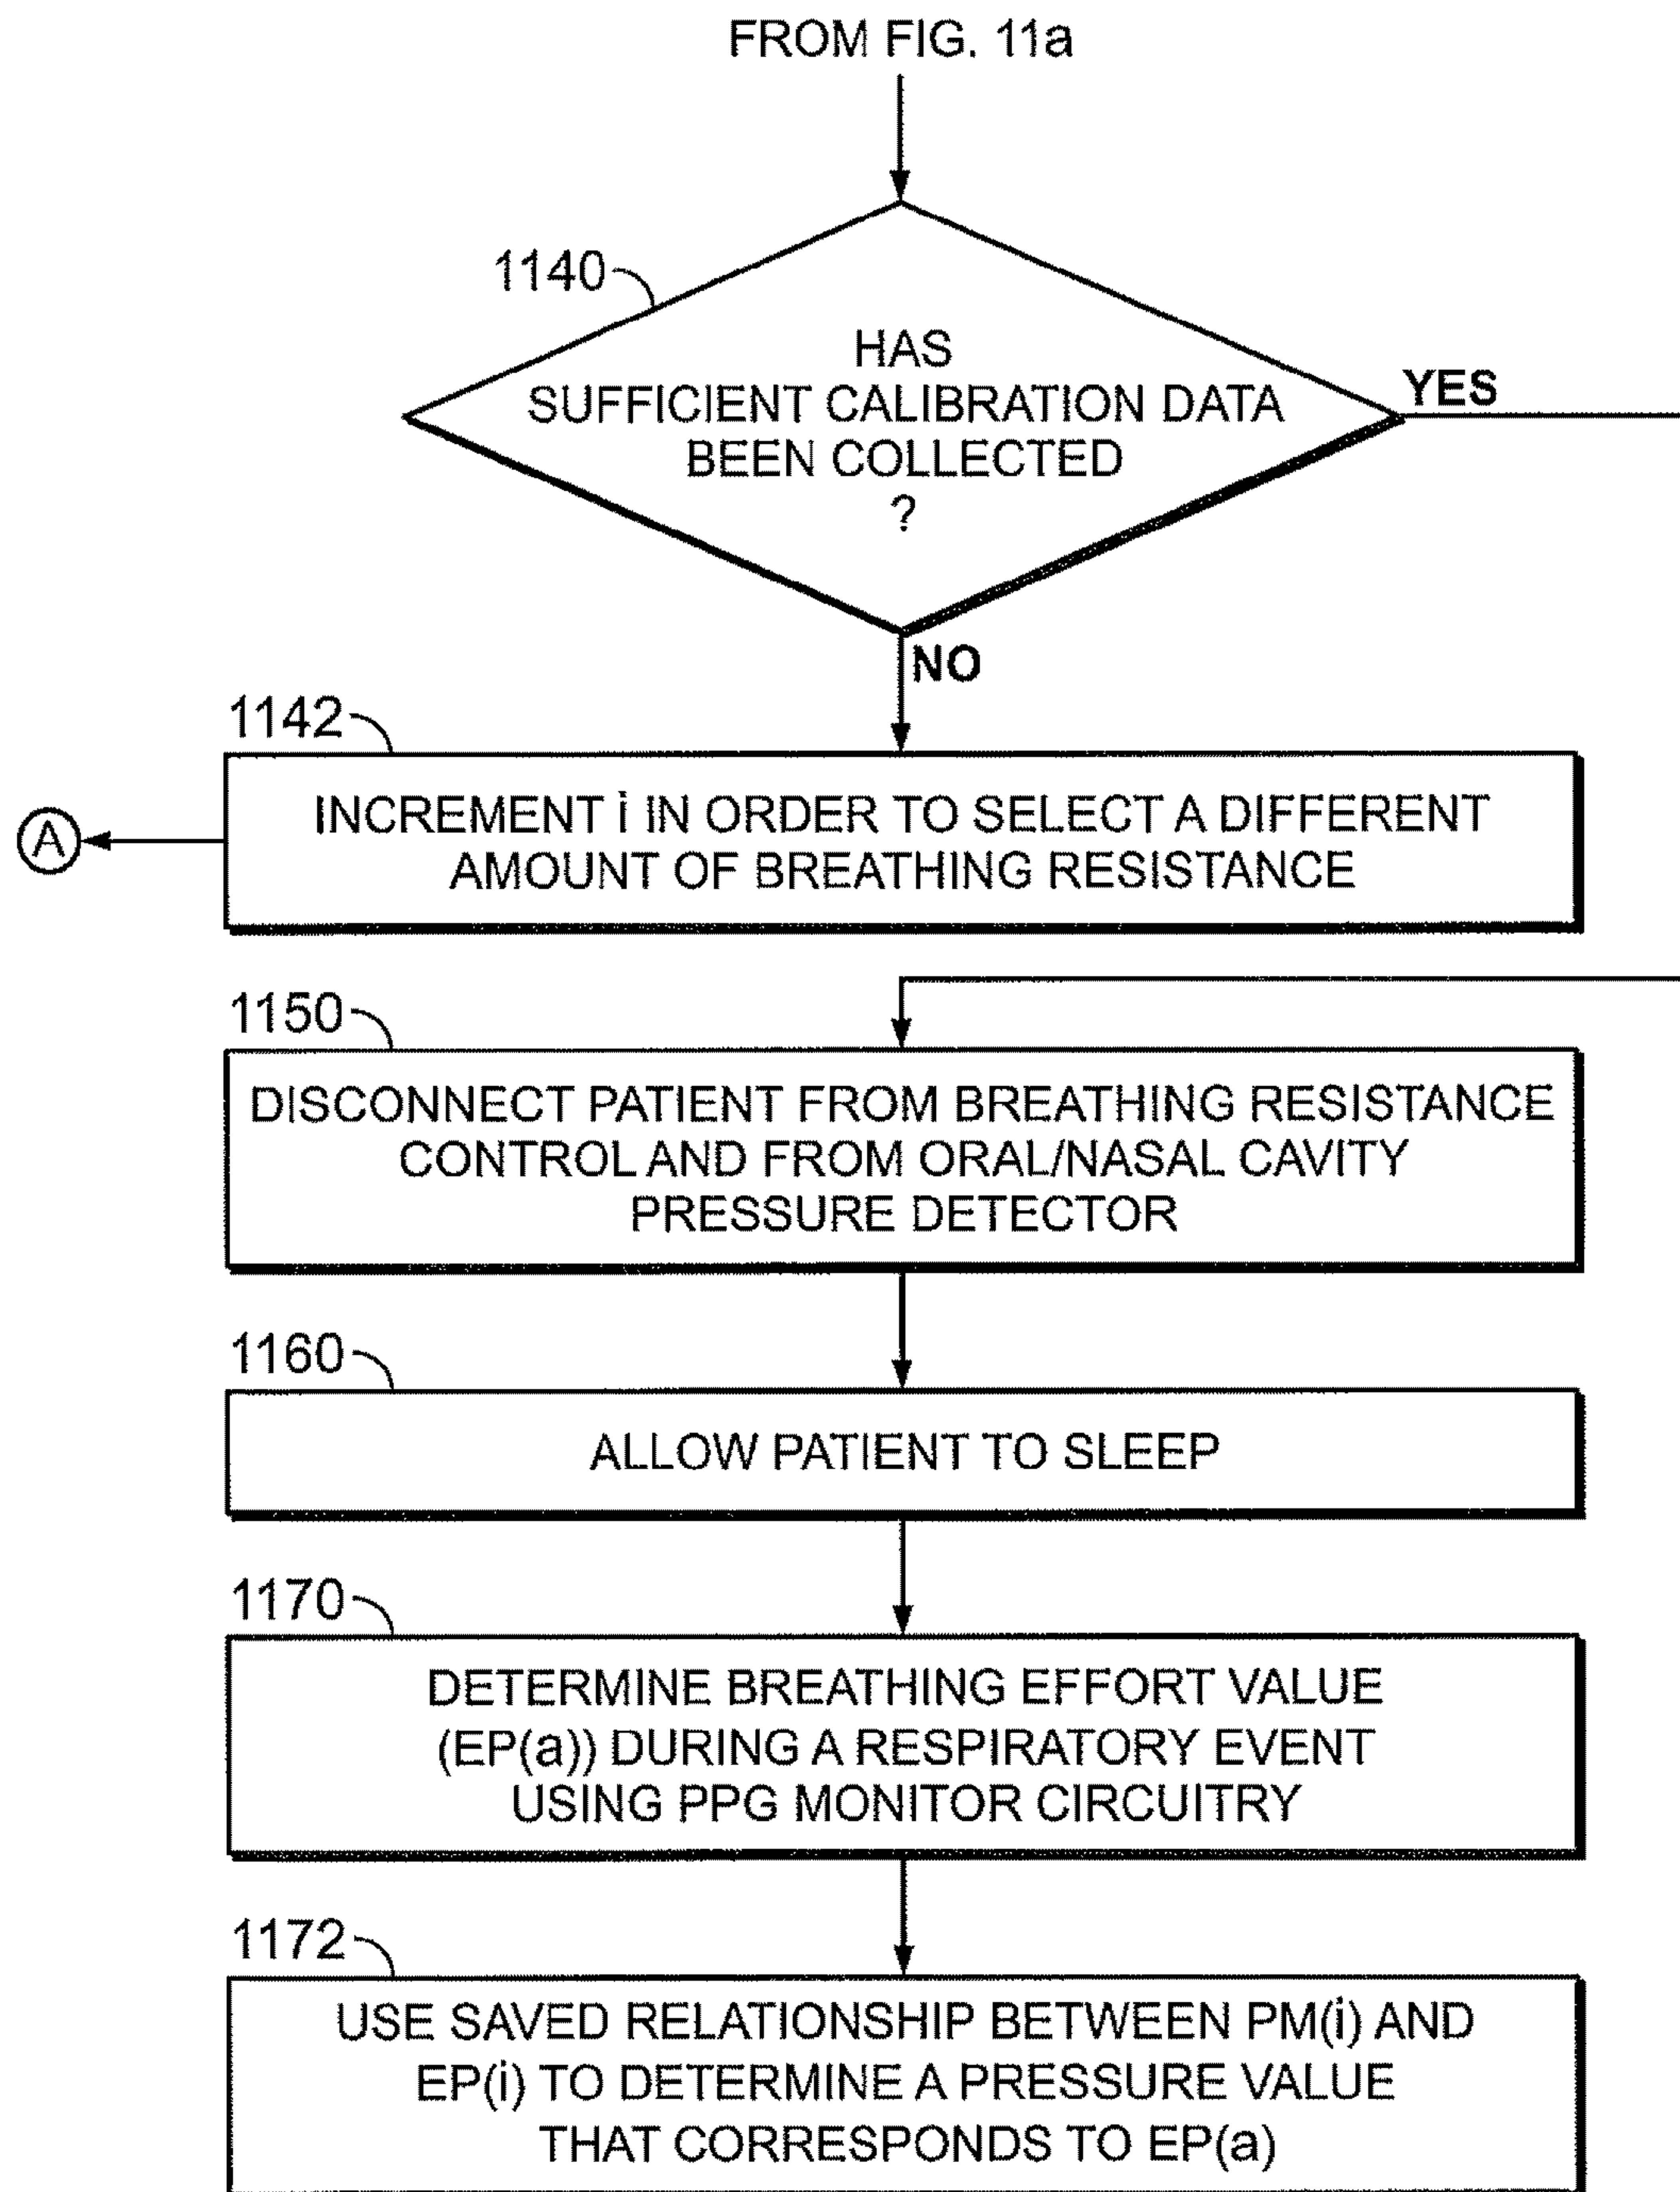 FROM FIG. 11a
1140
HAS
SUFFICIENT CALIBRATION DATA
BEEN COLLECTED
?
YES
NO
1142
INCREMENT i IN ORDER TO SELECT A DIFFERENT
AMOUNT OF BREATHING RESISTANCE
A
1150
DISCONNECT PATIENT FROM BREATHING RESISTANCE
CONTROL AND FROM ORAL/NASAL CAVITY
PRESSURE DETECTOR
1160
ALLOW PATIENT TO SLEEP
1170
DETERMINE BREATHING EFFORT VALUE
(EP(a)) DURING A RESPIRATORY EVENT
USING PPG MONITOR CIRCUITRY
1172
USE SAVED RELATIONSHIP BETWEEN PM(i) AND
EP(i) TO DETERMINE A PRESSURE VALUE
THAT CORRESPONDS TO EP(a)